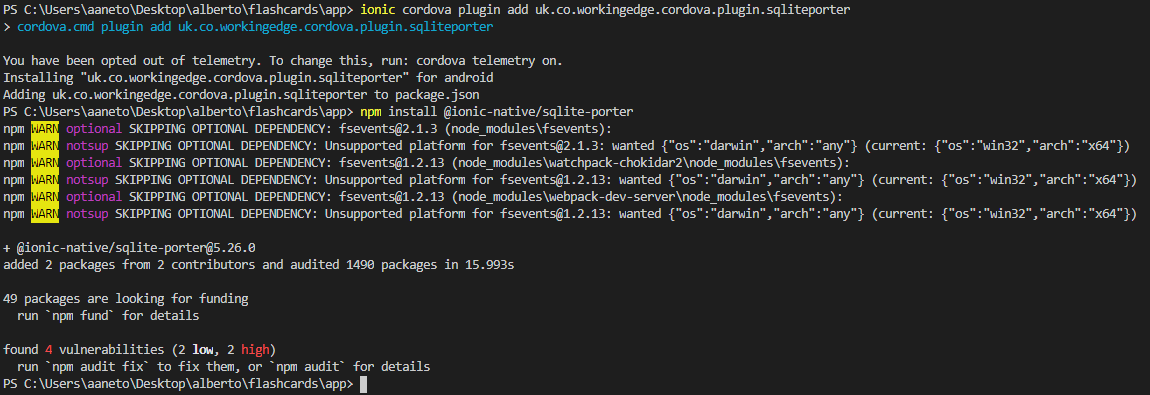 PS C:\Users\aaneto\Desktop\alberto\flashcards\app> ionic cordova plugin add uk.co.workingedge.cordova.plugin.sqliteporter
> cordova.cmd plugin add uk.co.workingedge.cordova.plugin.sqliteporter
You have been opted out of telemetry. To change this, run: cordova telemetry on.
Installing "uk.co.workingedge.cordova.plugin.sqliteporter" for android
Adding uk.co.workingedge.cordova.plugin.sqliteporter to package.json
PS C:\Users\aaneto\Desktop\alberto\flashcards\app> npm install @ionic-native/sqlite-porter
npm WARN optional SKIPPING OPTIONAL DEPENDENCY: fsevents@2.1.3 (node_modules\fsevents):
npm WARN notsup SKIPPING OPTIONAL DEPENDENCY: Unsupported platform for fsevents@2.1.3: wanted {"os":"darwin","arch":"any"} (current: {"os":"win32","arch":"x64"})
npm WARN optional SKIPPING OPTIONAL DEPENDENCY: fsevents@1.2.13 (node_modules\watchpack-chokidar2\node_modules\fsevents):
npm WARN notsup SKIPPING OPTIONAL DEPENDENCY: Unsupported platform for fsevents@1.2.13: wanted {"os":"darwin","arch":"any"} (current: {"os":"win32","arch":"x64"})
npm WARN optional SKIPPING OPTIONAL DEPENDENCY: fsevents@1.2.13 (node_modules\webpack-dev-server\node_modules\fsevents):
npm WARN notsup SKIPPING OPTIONAL DEPENDENCY: Unsupported platform for fsevents@1.2.13: wanted {"os":"darwin","arch":"any"} (current: {"os":"win32","arch":"x64"})
+ @ionic-native/sqlite-porter@5.26.0
added 2 packages from 2 contributors and audited 1490 packages in 15.993s
49 packages are looking for funding
run `npm fund` for details
found 4 vulnerabilities (2 low, 2 high)
run `npm audit fix` to fix them, or `npm audit` for details
PS C:\Users\aaneto\Desktop\alberto\flashcards\app>